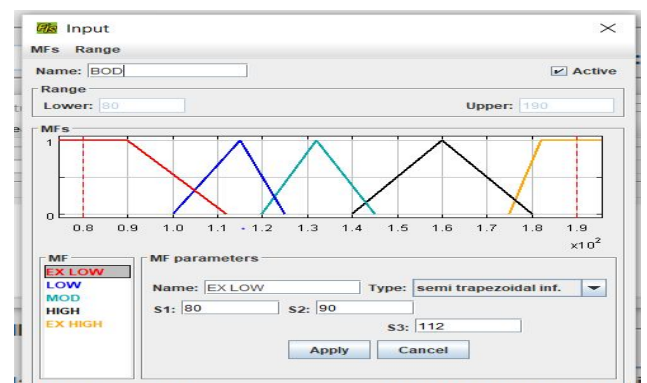 Fis Input
MFs Range
Name: BOD Active
Range
Lower: 80 Upper: 190
MFs
1
0
0.8 0.9 1.0 1.1 1.2 1.3 1.4 1.5 1.6 1.7 1.8 1.9
x10²
MF MF parameters
EX LOW
LOW Name: EX LOW Type: semi trapezoidal inf.
MOD
HIGH S1: 80 S2: 90
EX HIGH S3: 112
Apply Cancel